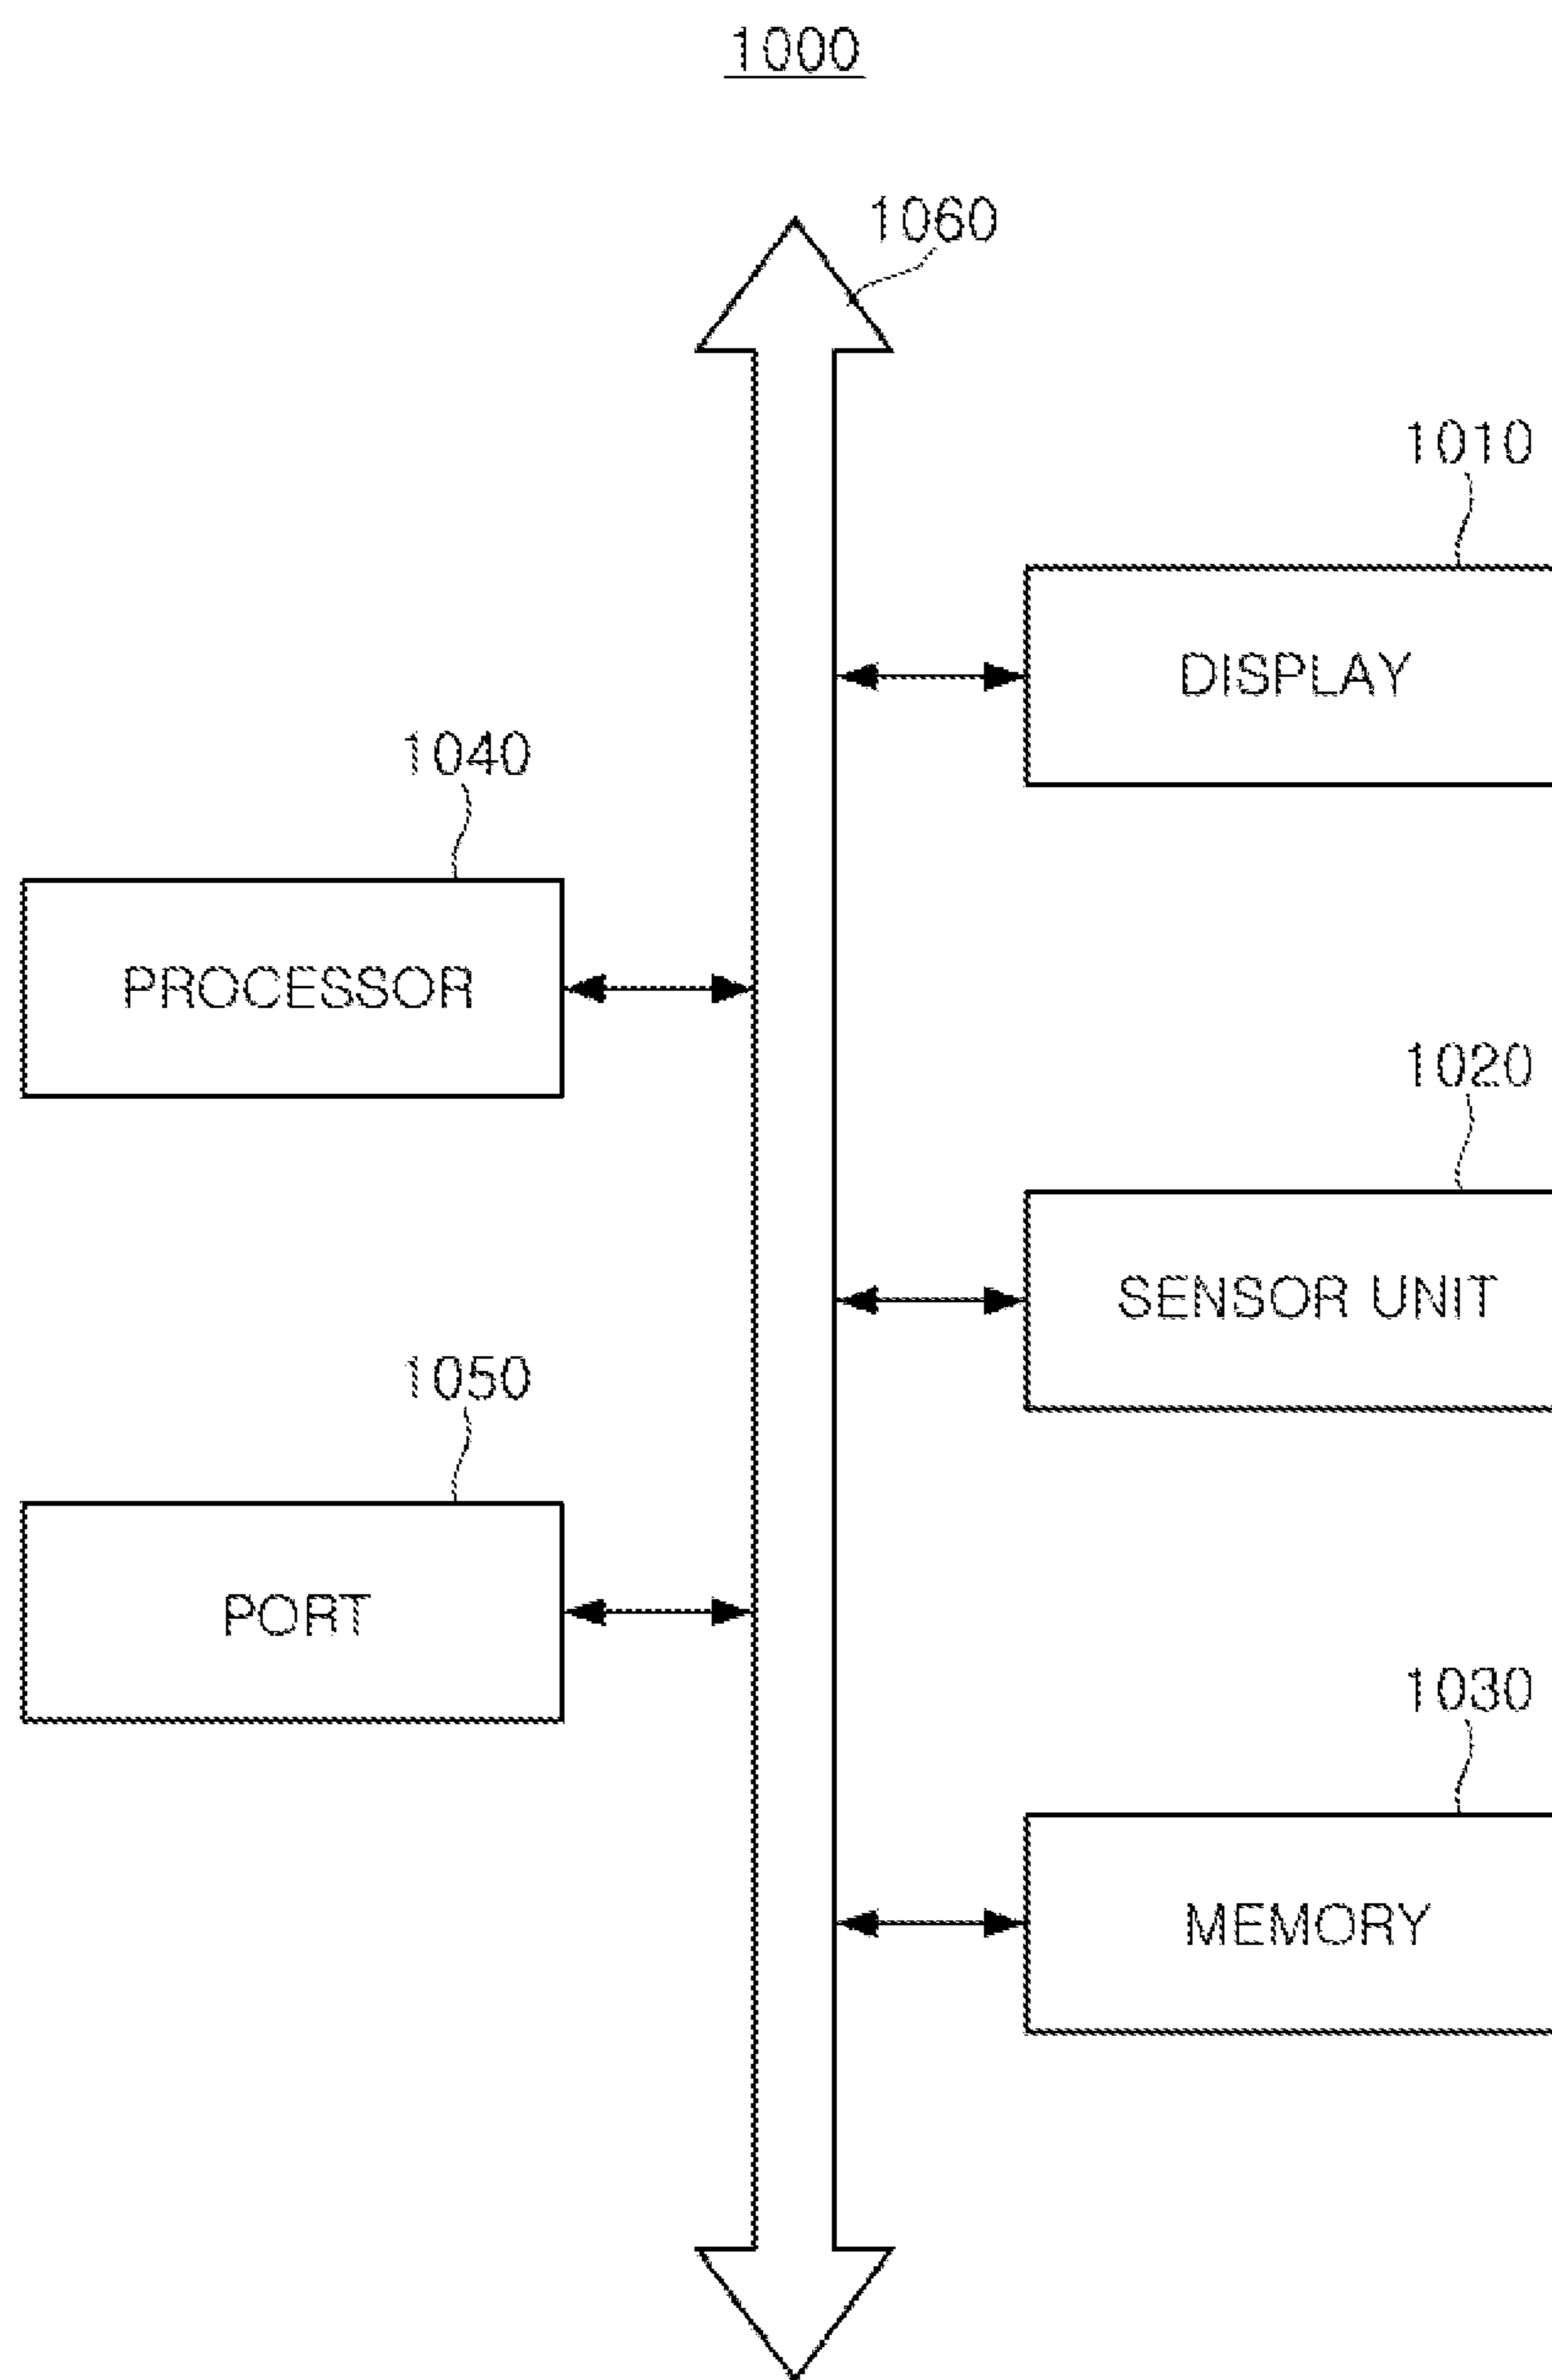 1000
1060
1010
DISPLAY
1040
PROCESSOR
1020
SENSOR UNIT
1050
PORT
1030
MEMORY